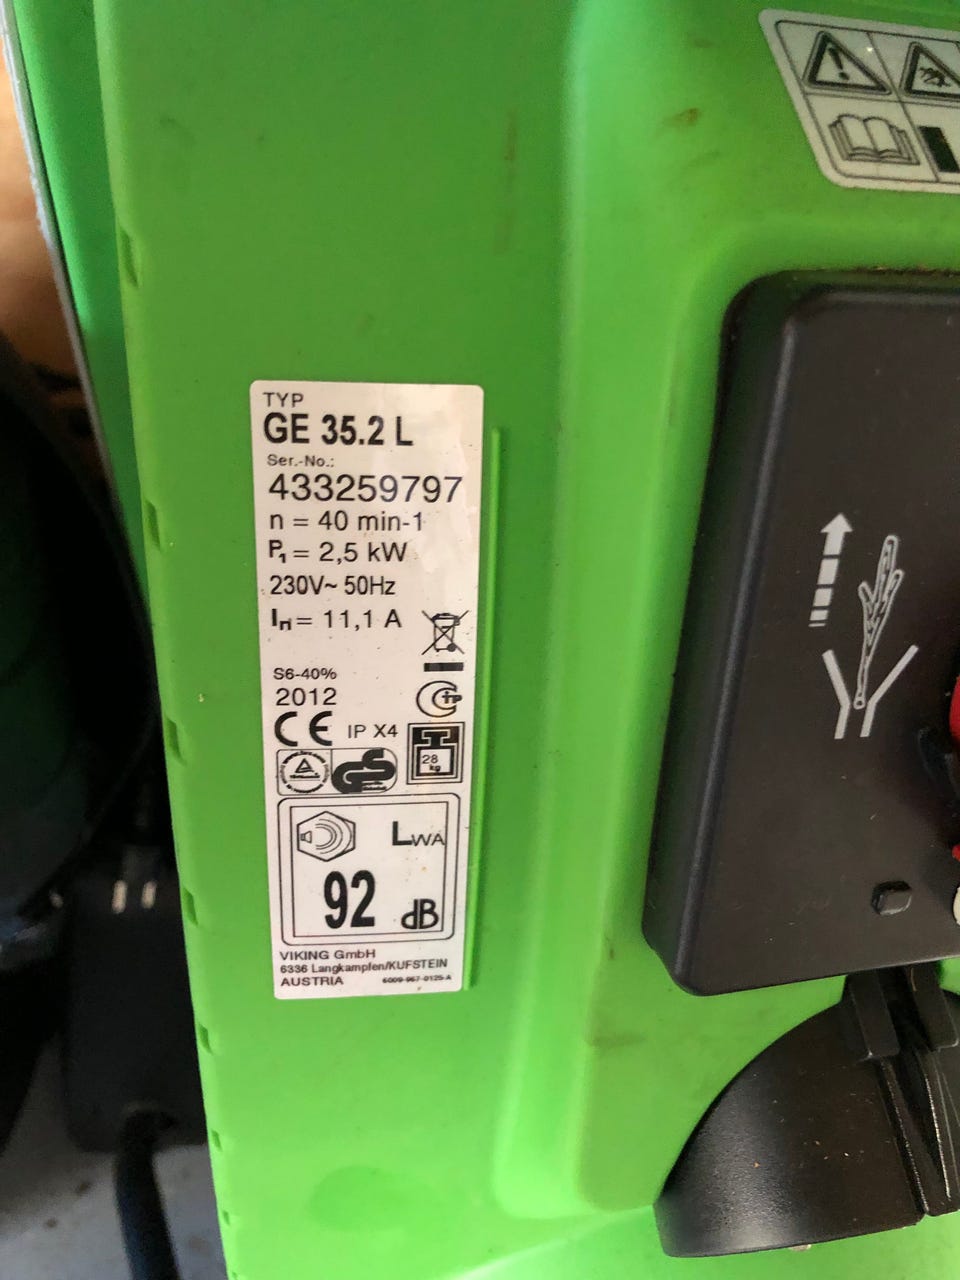 TYP
GE 35.2 L
Ser.-No.:
433259797
n = 40 min-1
P₁ = 2,5 kW
230V~ 50Hz
In = 11,1 A
S6-40%
2012
CE IP X4
28
kg
GS
LWA
92 dB
VIKING GmbH
6336 Langkampfen/KUFSTEIN
AUSTRIA 6009-967-0125-A